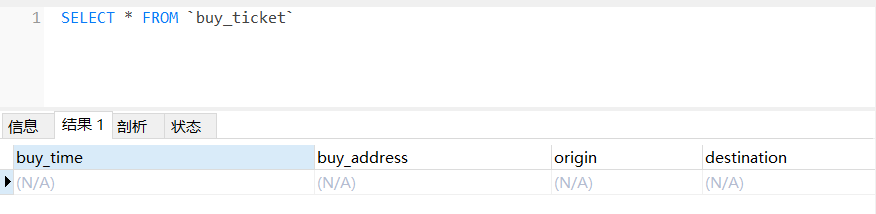 1 SELECT * FROM `buy_ticket`
信息 结果 1 剖析 状态
buy_time buy_address origin destination
(N/A) (N/A) (N/A) (N/A)